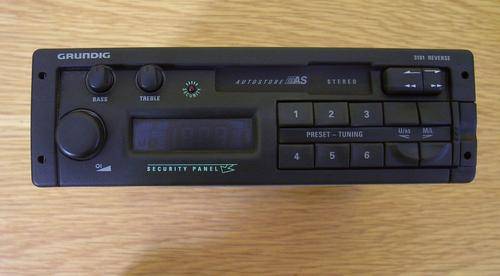 GRUNDIG
3101 REVERSE
AUTOSTORE AS STEREO
BASS TREBLE
1 2 3
PRESET - TUNING
4 5 6
SECURITY PANEL